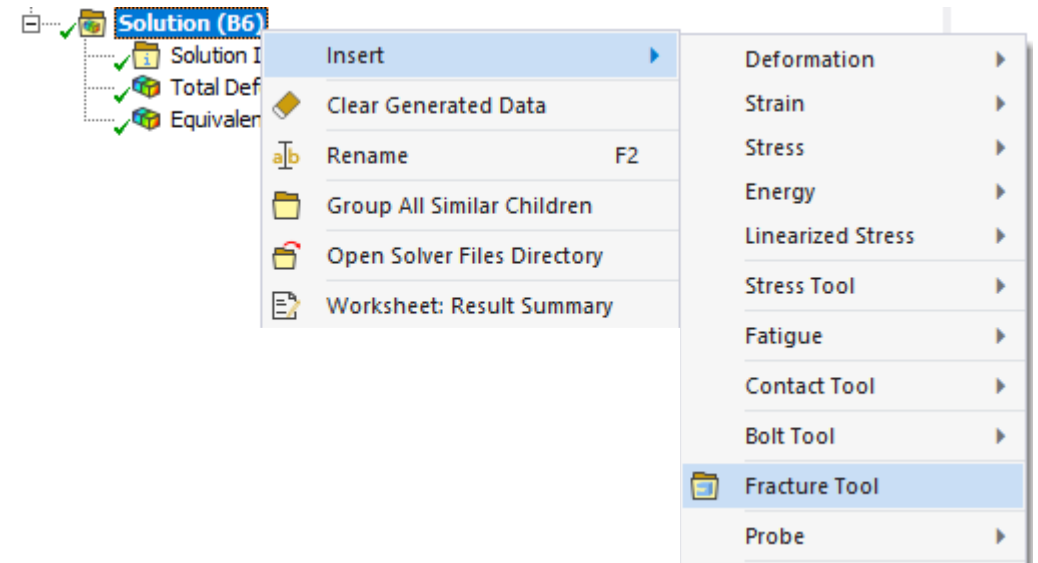 Solution (B6)
Solution I
Total Def
Equivalen
Insert
Clear Generated Data
Rename F2
Group All Similar Children
Open Solver Files Directory
Worksheet: Result Summary
Deformation
Strain
Stress
Energy
Linearized Stress
Stress Tool
Fatigue
Contact Tool
Bolt Tool
Fracture Tool
Probe